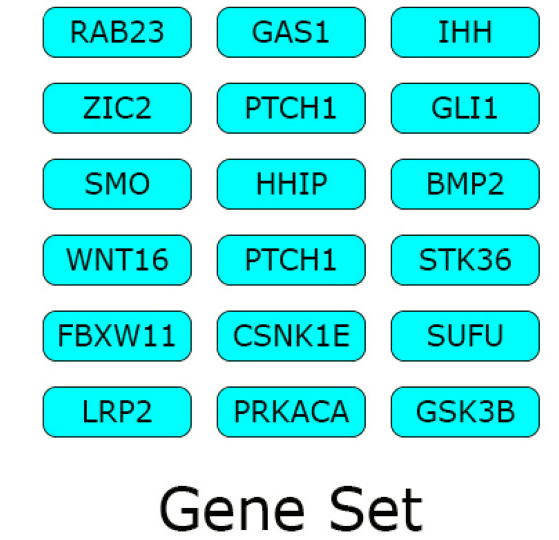 RAB23 GAS1 IHH
ZIC2 PTCH1 GLI1
SMO HHIP BMP2
WNT16 PTCH1 STK36
FBXW11 CSNK1E SUFU
LRP2 PRKACA GSK3B
Gene Set